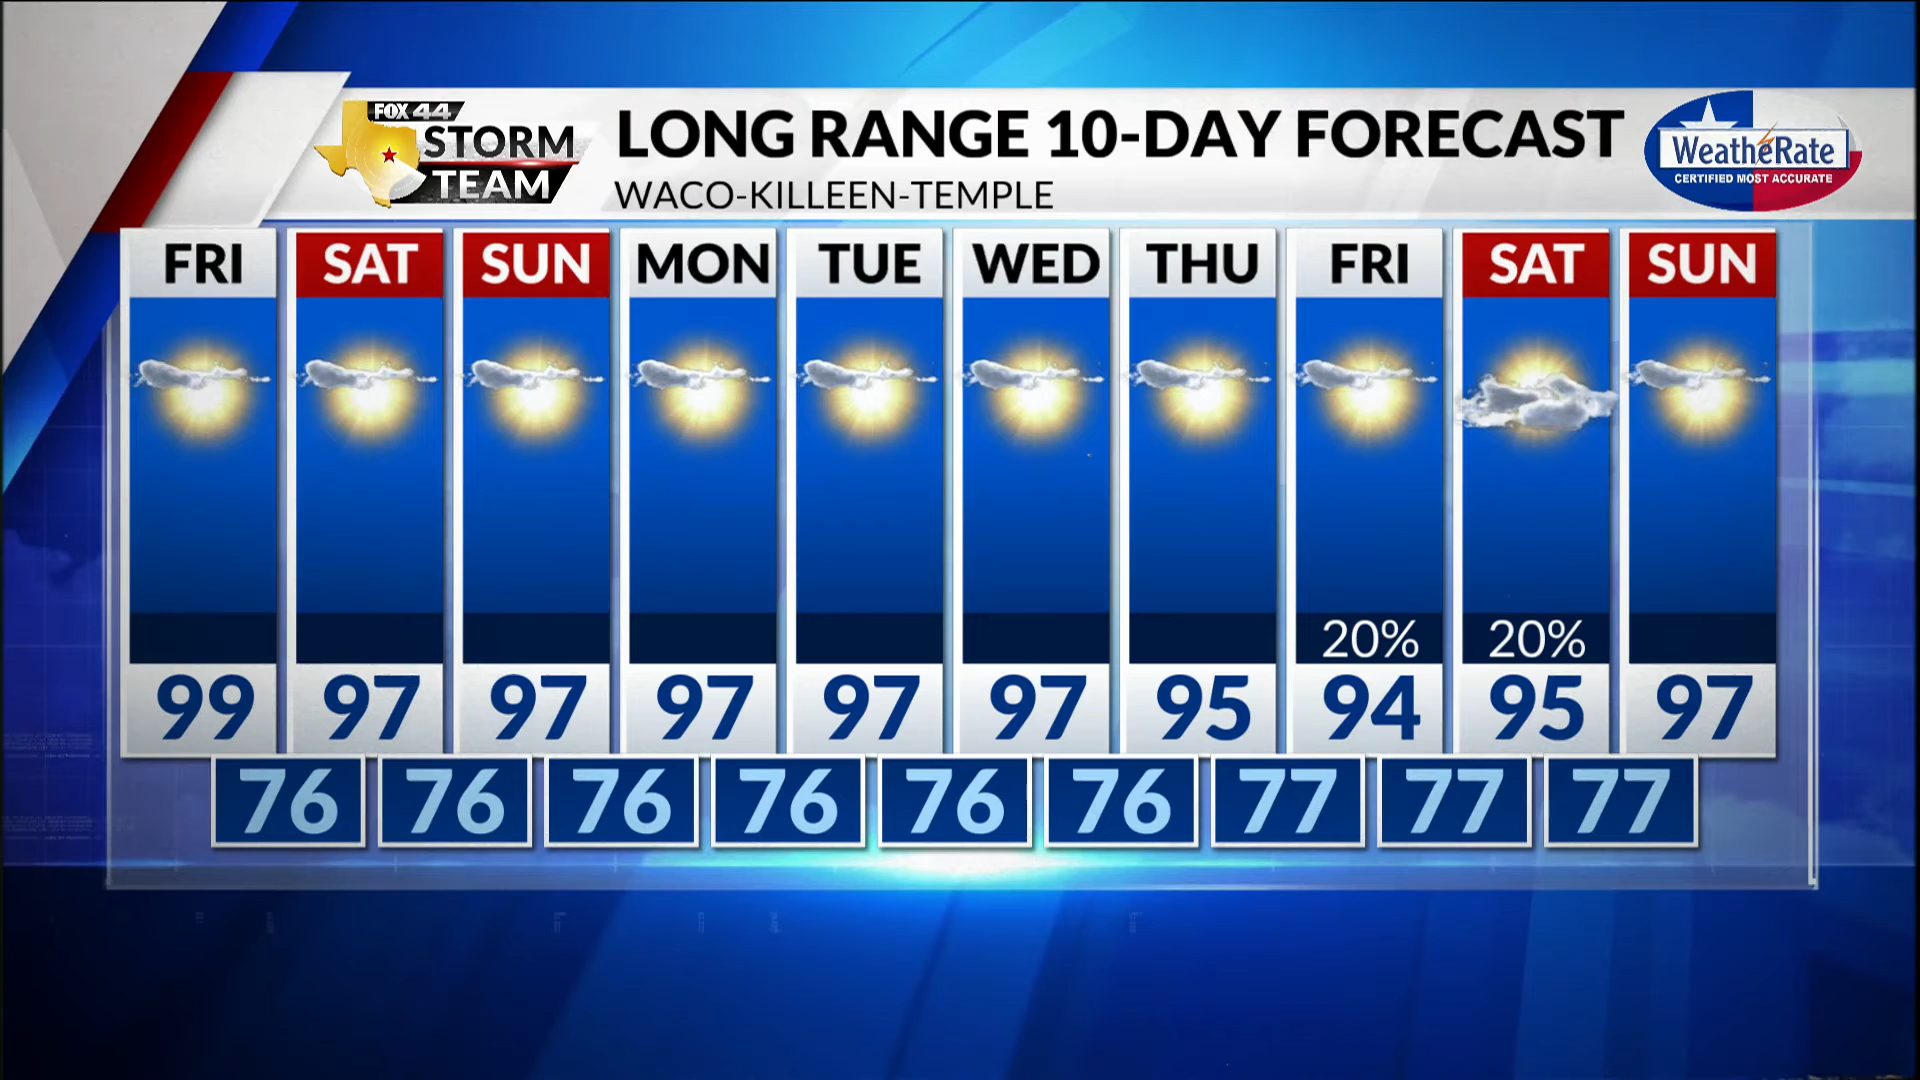 FOX 44
STORM
TEAM
LONG RANGE 10-DAY FORECAST
WACO-KILLEEN-TEMPLE
WeatheRate
CERTIFIED MOST ACCURATE
FRI SAT SUN MON TUE WED THU FRI SAT SUN
20% 20%
99 97 97 97 97 97 95 94 95 97
76 76 76 76 76 76 77 77 77